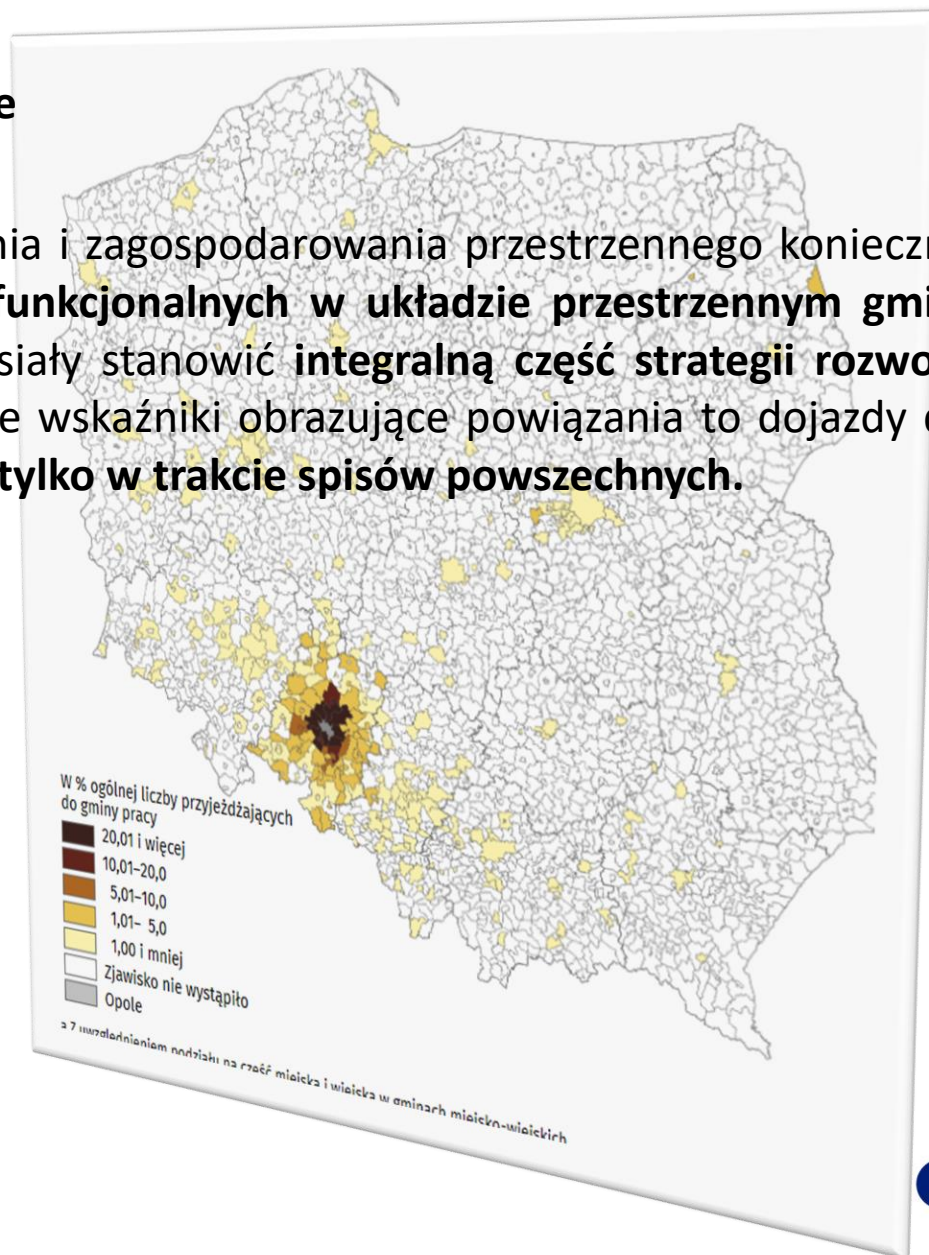 e
nia i zagospodarowania przestrzennego konieczn
funkcjonalnych w układzie przestrzennym gmi
siały stanowić integralną część strategii rozwo
e wskaźniki obrazujące powiązania to dojazdy
tylko w trakcie spisów powszechnych.
W % ogólnej liczby przyjeżdżających
do gminy pracy
20,01 i więcej
10,01–20,0
5,01–10,0
1,01– 5,0
1,00 i mniej
Zjawisko nie wystąpiło
Opole
a Z uwzględnieniem podziału na część miejską i wiejską w gminach miejsko-wiejskich